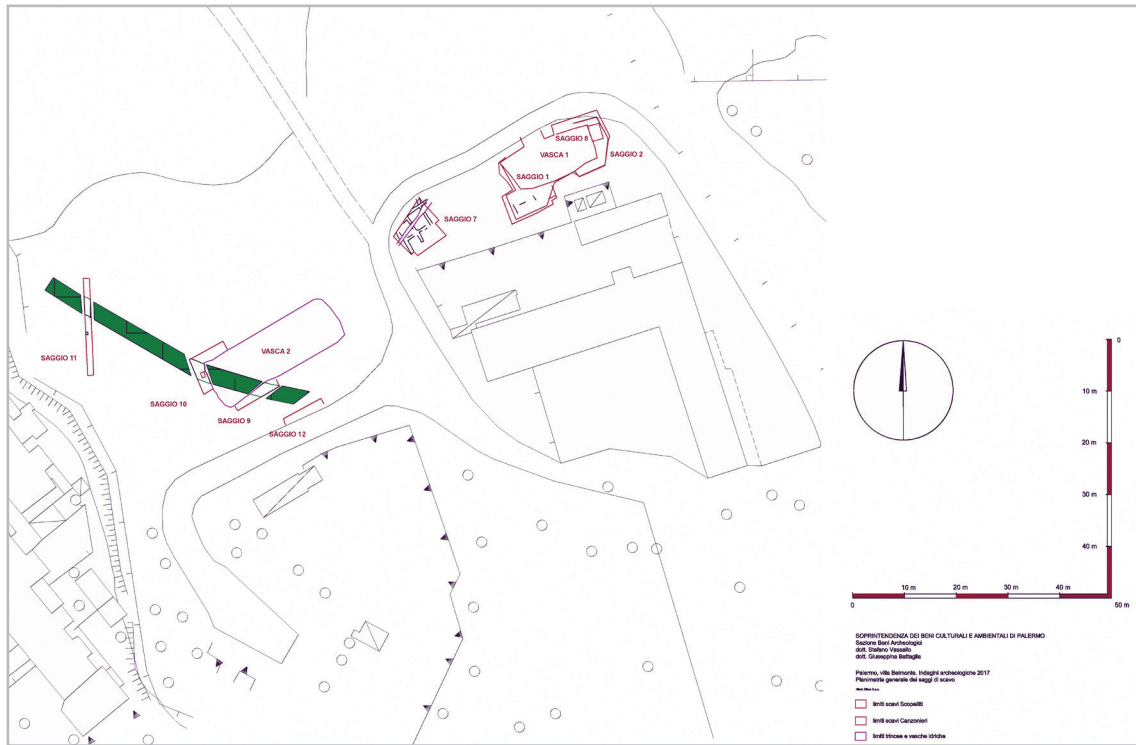 SAGGIO 8
VASCA 1
SAGGIO 2
SAGGIO 1
SAGGIO 7
VASCA 2
SAGGIO 11
SAGGIO 10
SAGGIO 9
SAGGIO 12
0
10 m
20 m
30 m
40 m
10 m
20 m
30 m
40 m
0
50 m
SOPRINTENDENZA DEI BENI CULTURALI E AMBIENTALI DI PALERMO
Sezione Beni Archeologici
dott. Stefano Vassallo
dott. Giuseppina Battaglia
Palermo, villa Belmonte. Indagini archeologiche 2017
Planimetria generale dei saggi di scavo
limiti scavi Scopelliti
limiti scavi Canzonieri
limiti trincee e vasche idriche